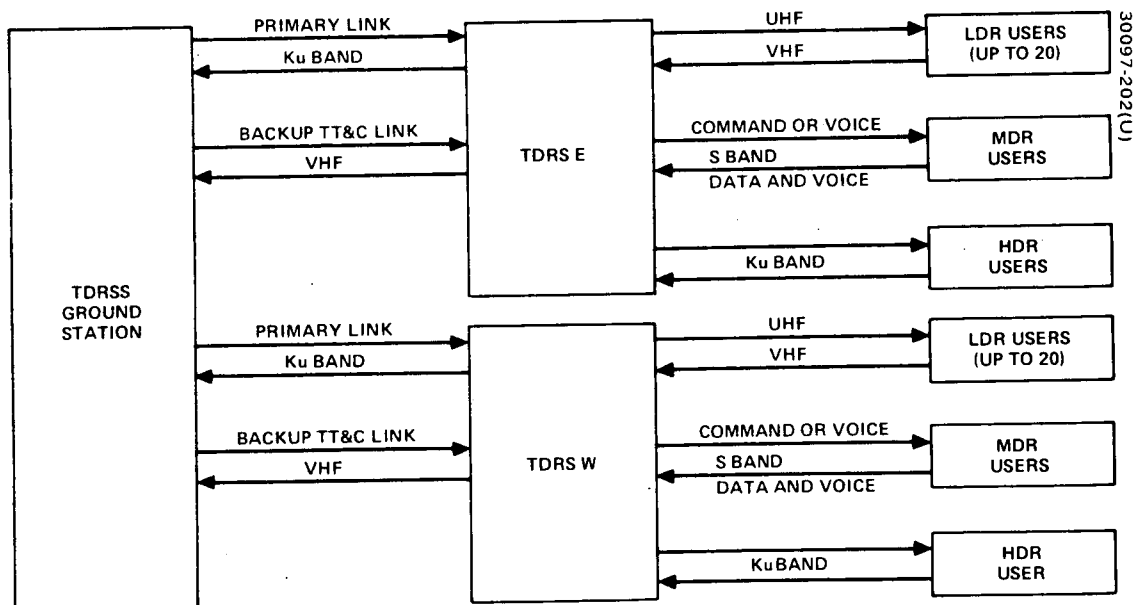 30097-202(U)
TDRSS
GROUND
STATION
PRIMARY LINK
Ku BAND
BACKUP TT&C LINK
VHF
TDRS E
UHF
VHF
LDR USERS
(UP TO 20)
COMMAND OR VOICE
S BAND
DATA AND VOICE
MDR
USERS
Ku BAND
HDR
USERS
PRIMARY LINK
Ku BAND
BACKUP TT&C LINK
VHF
TDRS W
UHF
VHF
LDR USERS
(UP TO 20)
COMMAND OR VOICE
S BAND
DATA AND VOICE
MDR
USERS
KuBAND
HDR
USER